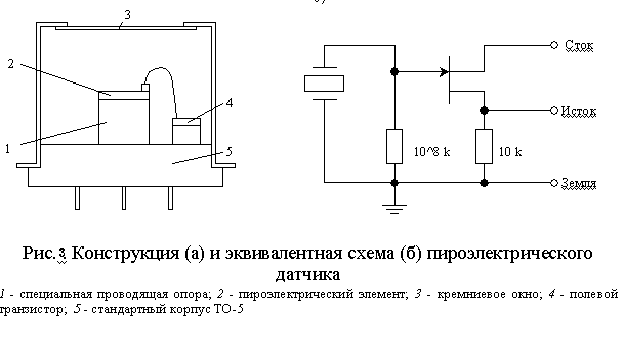 3
2
4
1
5
Сток
Исток
10^8 k
10 k
Земля
Рис.3. Конструкция (а) и эквивалентная схема (б) пироэлектрического
датчика
1 - специальная проводящая опора; 2 - пироэлектрический элемент; 3 - кремниевое окно; 4 - полевой
транзистор; 5 - стандартный корпус ТО-5